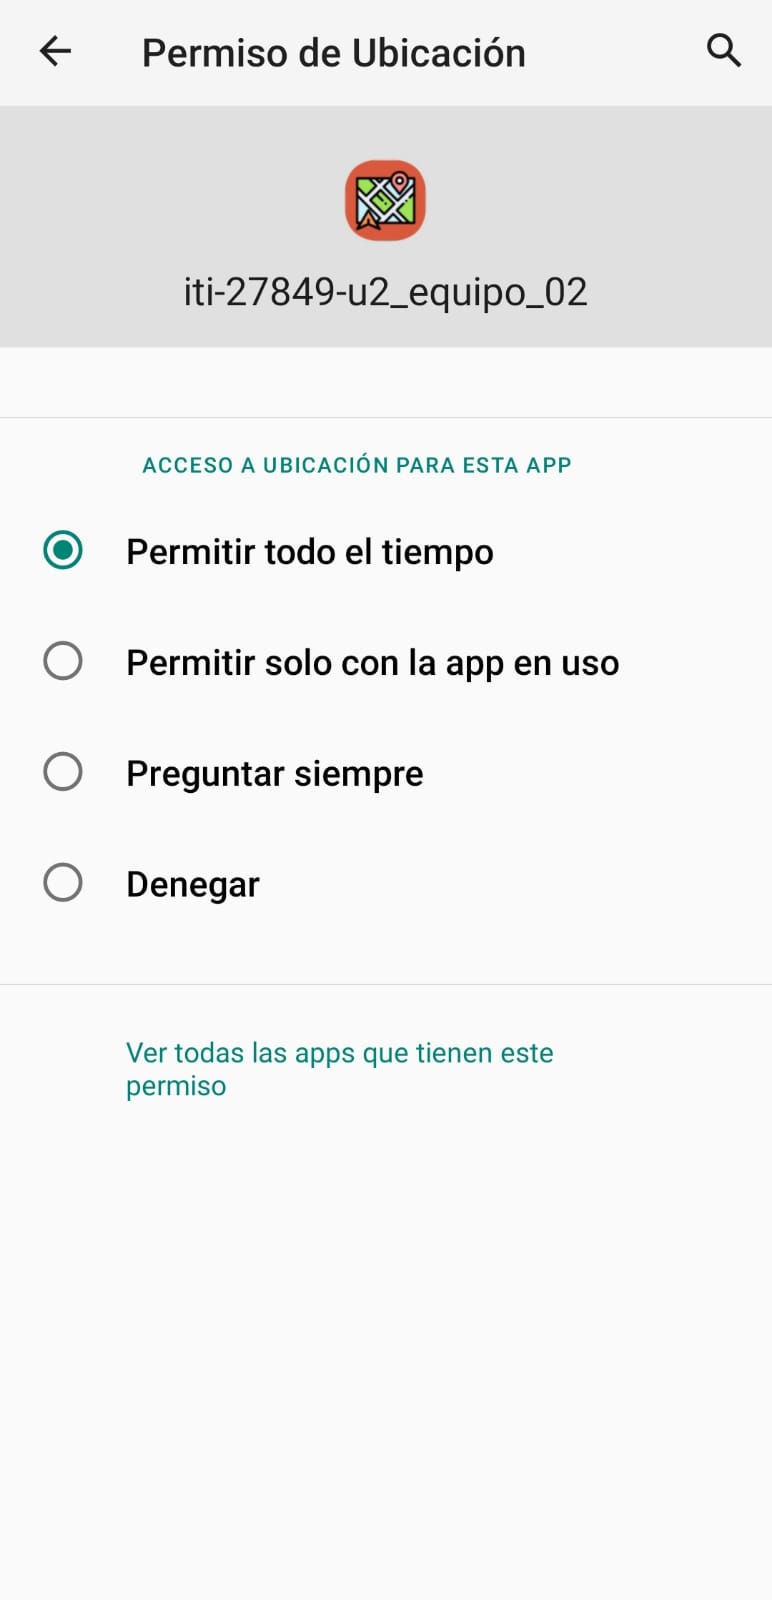 Permiso de Ubicación
iti-27849-u2_equipo_02
ACCESO A UBICACIÓN PARA ESTA APP
Permitir todo el tiempo
Permitir solo con la app en uso
Preguntar siempre
Denegar
Ver todas las apps que tienen este
permiso